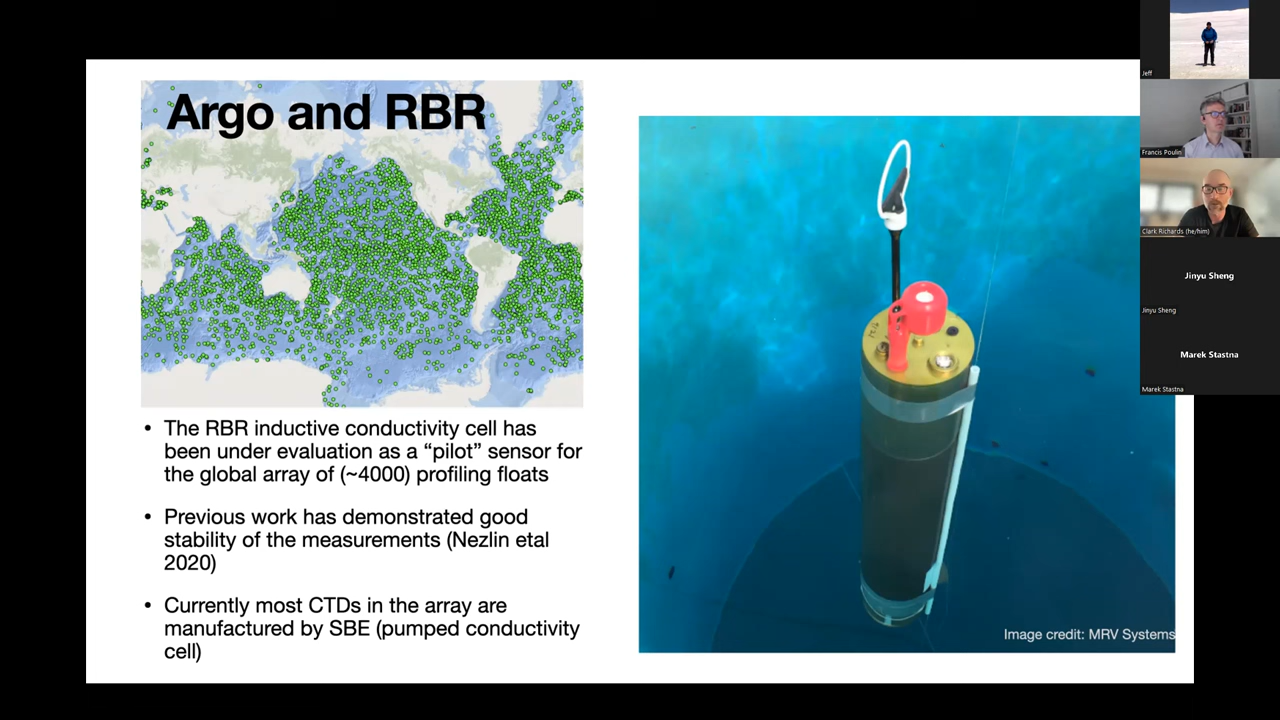 Argo and RBR
• The RBR inductive conductivity cell has
been under evaluation as a “pilot” sensor for
the global array of (~4000) profiling floats
• Previous work has demonstrated good
stability of the measurements (Nezlin etal
2020)
• Currently most CTDs in the array are
manufactured by SBE (pumped conductivity
cell)
Image credit: MRV Systems
Jeff
Francis Poulin
Clark Richards (he/him)
Jinyu Sheng
Jinyu Sheng
Marek Stastna
Marek Stastna